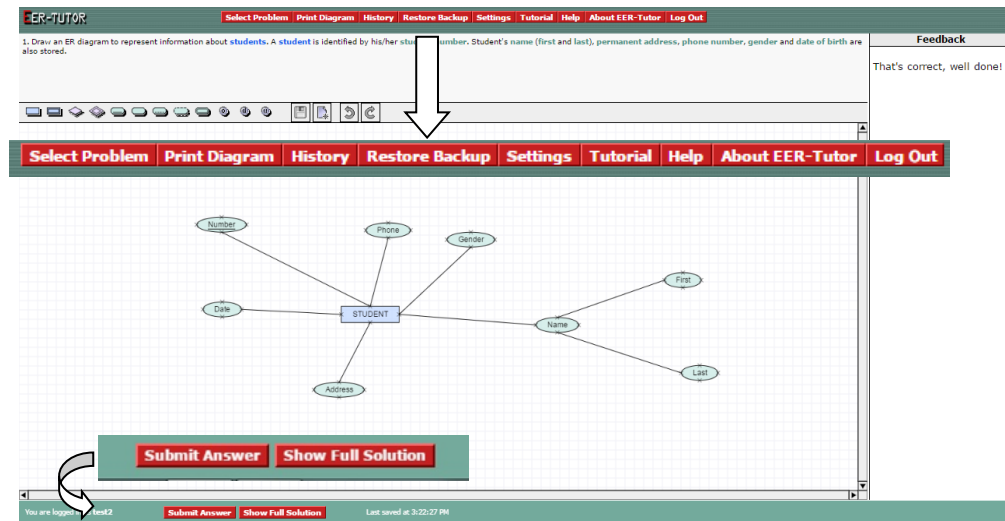 EER-TUTOR
Select Problem Print Diagram History Restore Backup Settings Tutorial Help About EER-Tutor Log Out
1. Draw an ER diagram to represent information about students. A student is identified by his/her student number. Student's name (first and last), permanent address, phone number, gender and date of birth are
also stored.
Feedback
That's correct, well done!
Select Problem Print Diagram History Restore Backup Settings Tutorial Help About EER-Tutor Log Out
Number
Phone
Gender
First
Date
STUDENT
Name
Last
Address
Submit Answer Show Full Solution
You are logged test2
Submit Answer Show Full Solution
Last saved at 3:22:27 PM